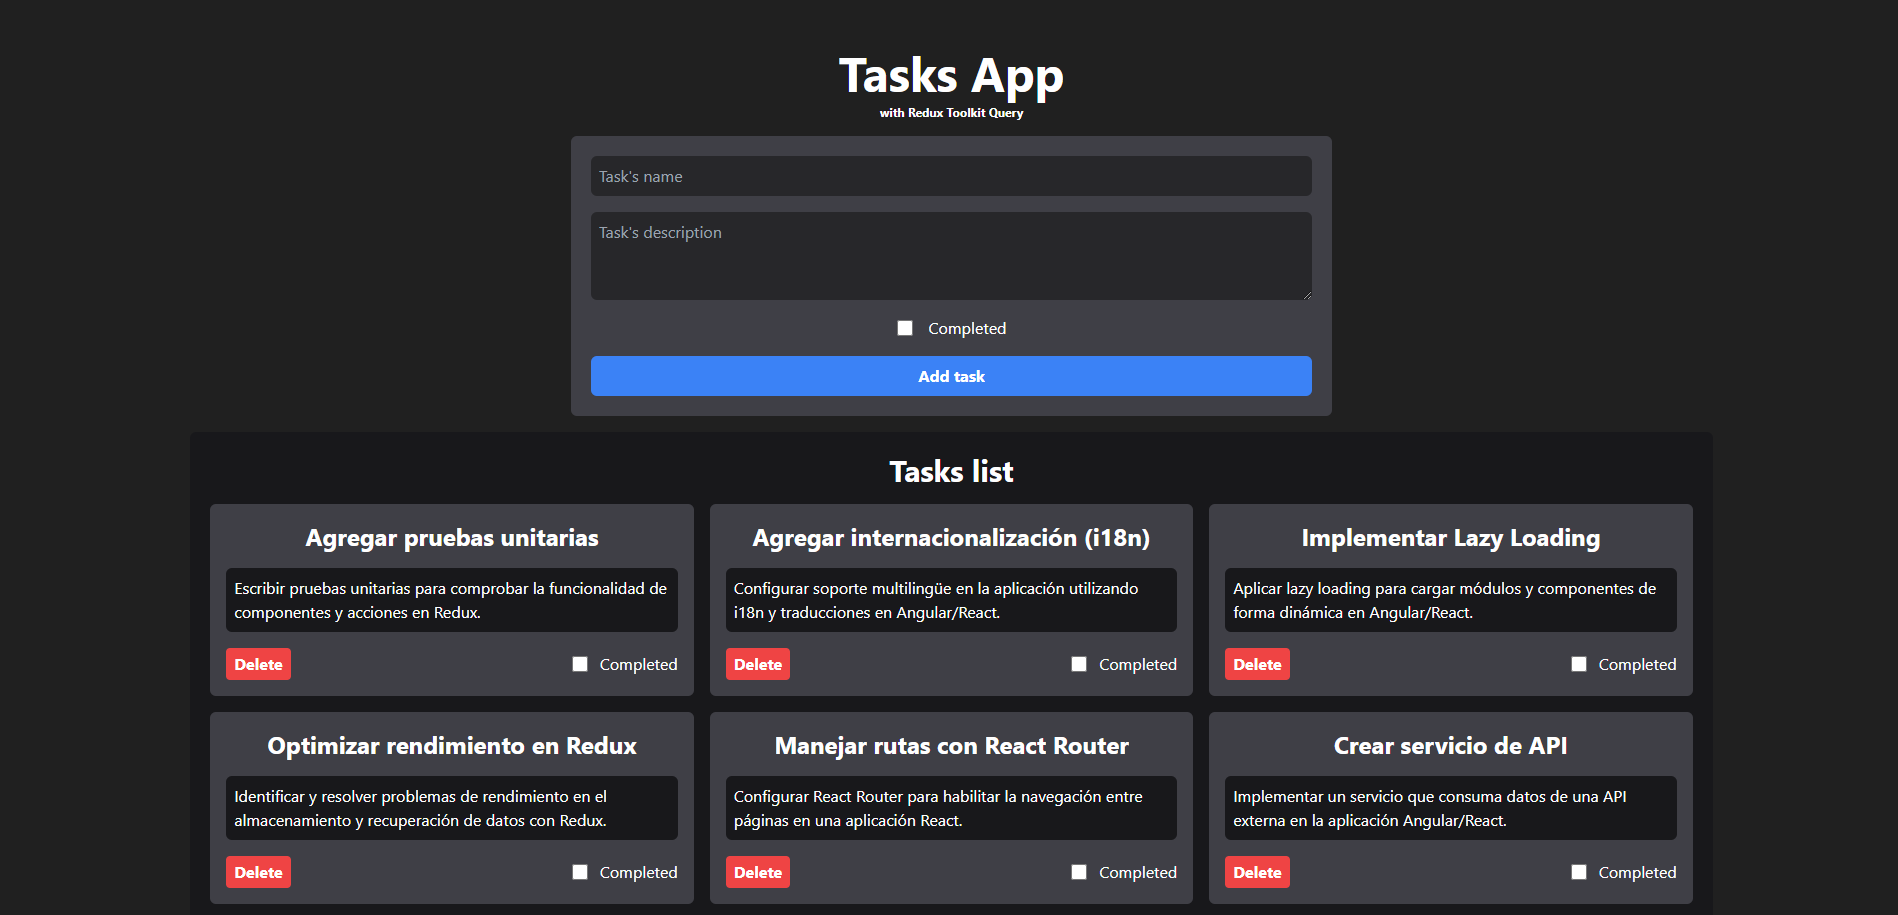 Tasks App
with Redux Toolkit Query
Task's name
Task's description
Completed
Add task
Tasks list
Agregar pruebas unitarias
Escribir pruebas unitarias para comprobar la funcionalidad de
componentes y acciones en Redux.
Delete
Completed
Agregar internacionalización (i18n)
Configurar soporte multilingüe en la aplicación utilizando
i18n y traducciones en Angular/React.
Delete
Completed
Implementar Lazy Loading
Aplicar lazy loading para cargar módulos y componentes de
forma dinámica en Angular/React.
Delete
Completed
Optimizar rendimiento en Redux
Identificar y resolver problemas de rendimiento en el
almacenamiento y recuperación de datos con Redux.
Delete
Completed
Manejar rutas con React Router
Configurar React Router para habilitar la navegación entre
páginas en una aplicación React.
Delete
Completed
Crear servicio de API
Implementar un servicio que consuma datos de una API
externa en la aplicación Angular/React.
Delete
Completed